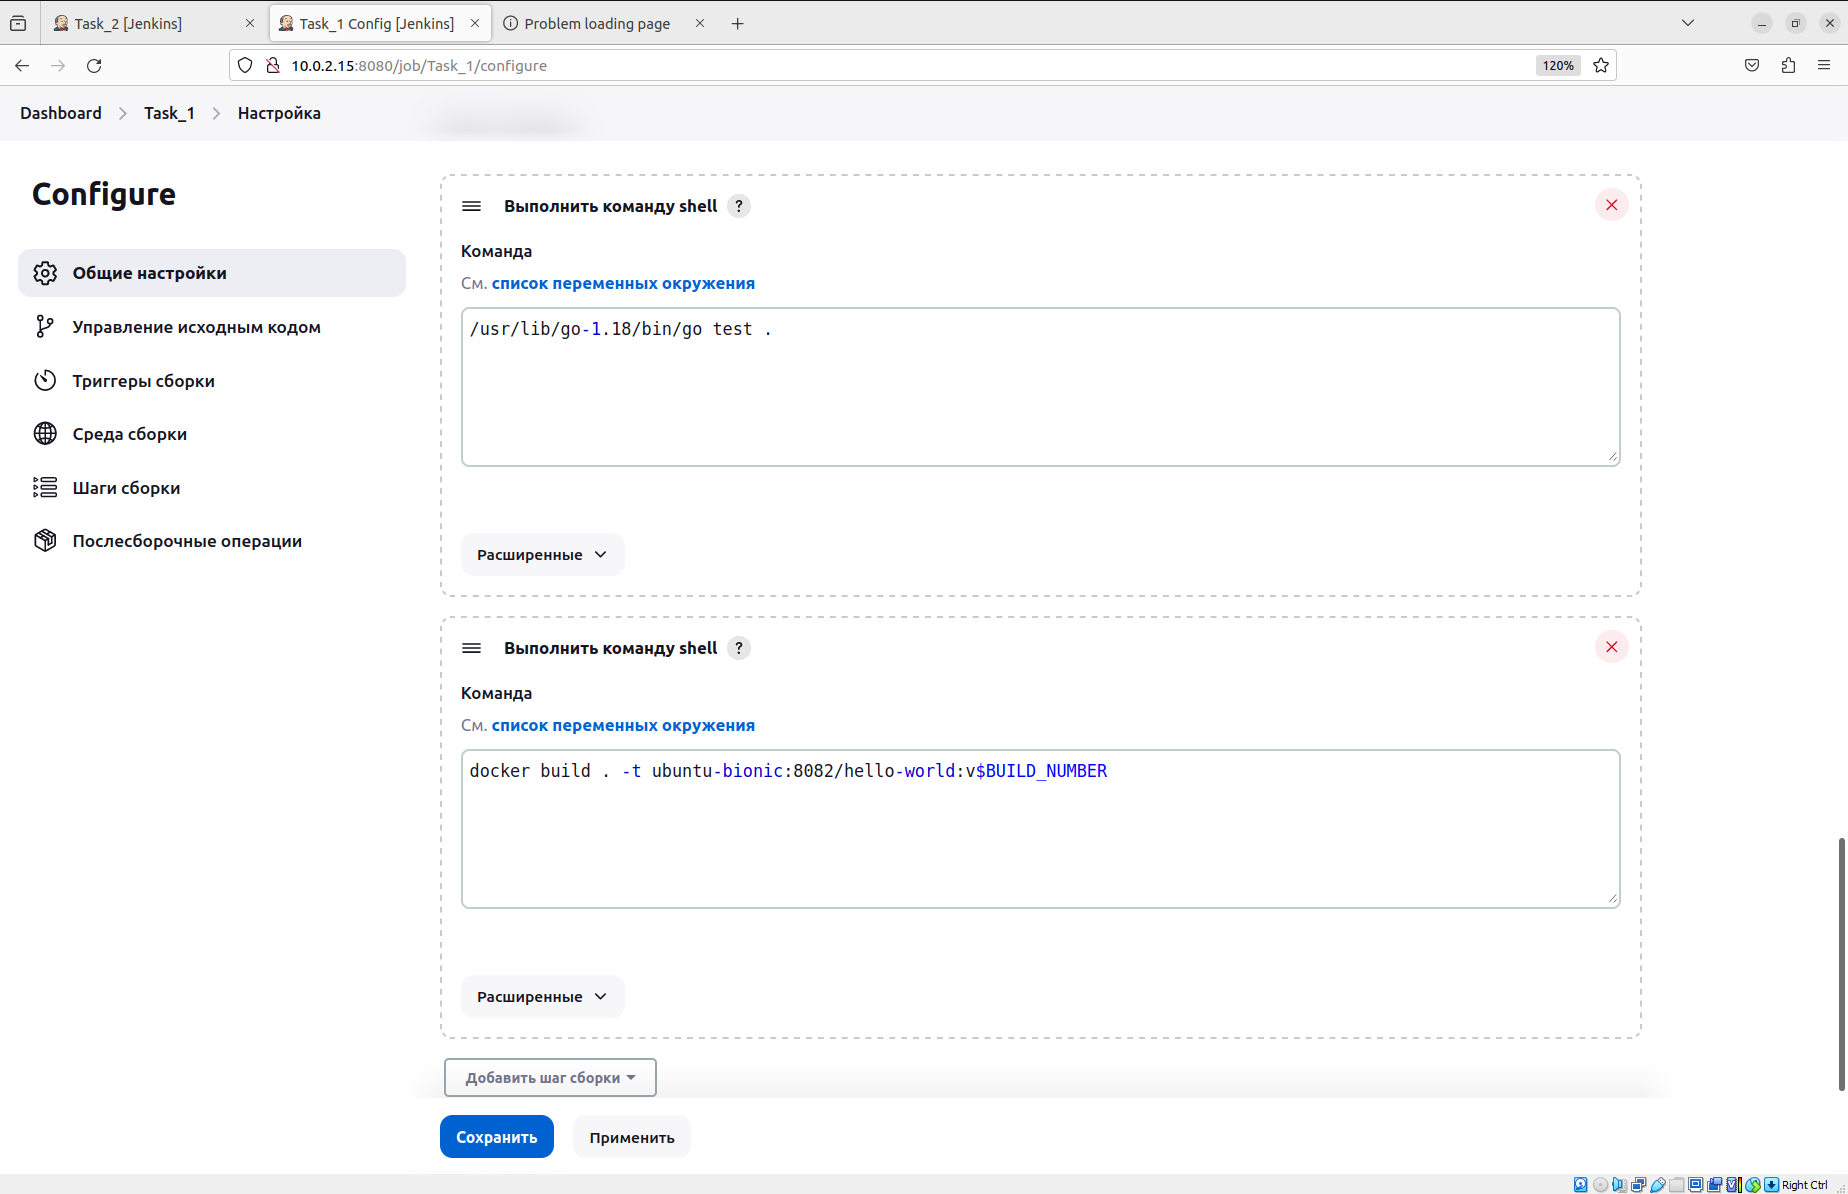 Task_2 [Jenkins]
Task_1 Config [Jenkins]
Problem loading page
10.0.2.15:8080/job/Task_1/configure
120%
Dashboard
Task_1
Настройка
Configure
Общие настройки
Управление исходным кодом
Триггеры сборки
Среда сборки
Шаги сборки
Послесборочные операции
Выполнить команду shell ?
Команда
См. список переменных окружения
/usr/lib/go-1.18/bin/go test .
Расширенные
Выполнить команду shell ?
Команда
См. список переменных окружения
docker build . -t ubuntu-bionic:8082/hello-world:v$BUILD_NUMBER
Расширенные
Добавить шаг сборки
Сохранить
Применить
Right Ctrl